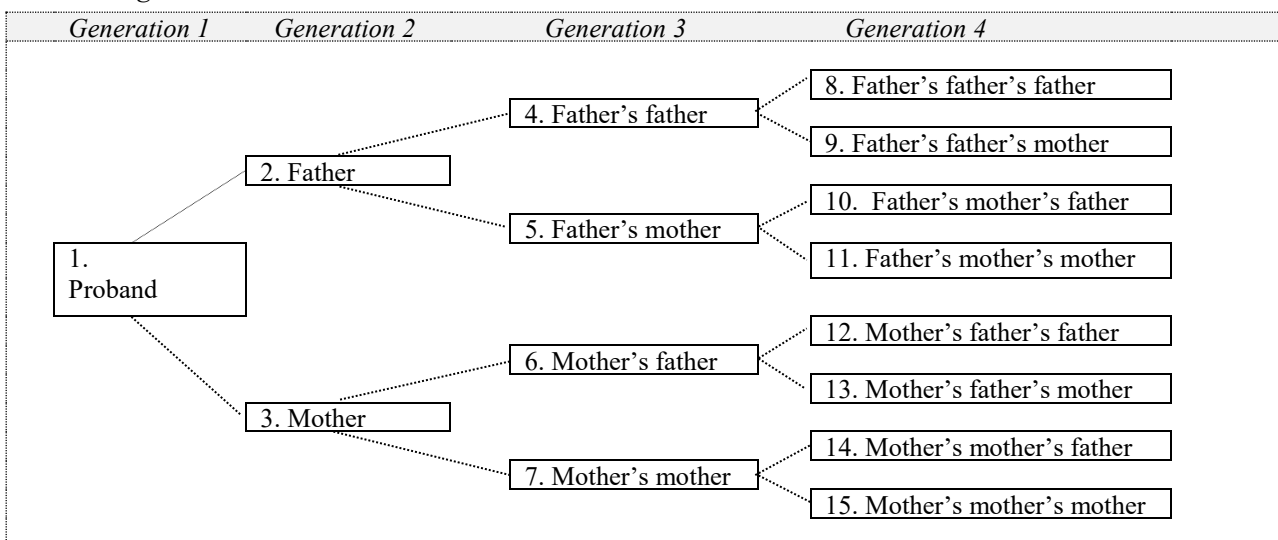 Generation 1 Generation 2 Generation 3 Generation 4
8. Father’s father’s father
4. Father’s father
9. Father’s father’s mother
2. Father
10.  Father’s mother’s father
5. Father’s mother
11. Father’s mother’s mother
1.
Proband
12. Mother’s father’s father
6. Mother’s father
13. Mother’s father’s mother
3. Mother
14. Mother’s mother’s father
7. Mother’s mother
15. Mother’s mother’s mother